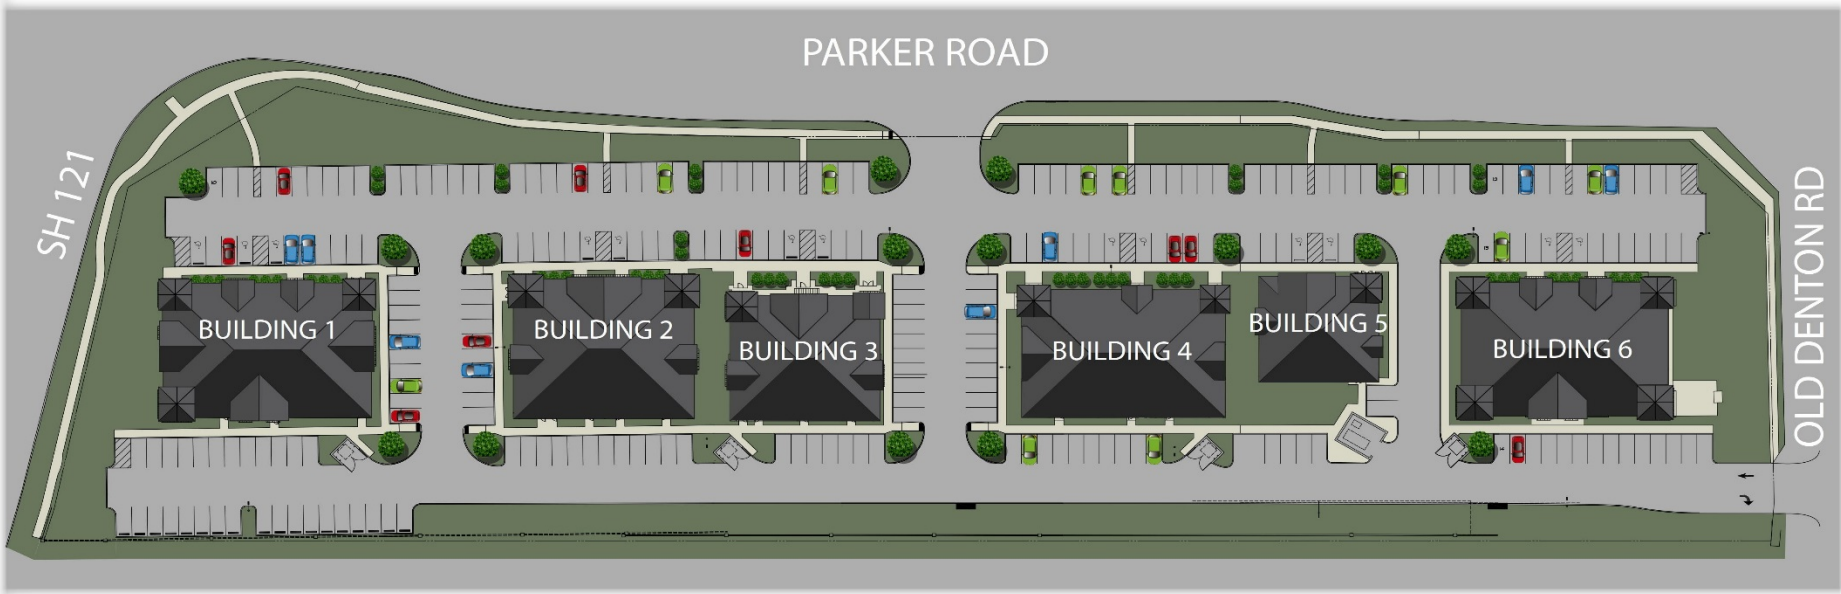 PARKER ROAD
SH 121
OLD DENTON RD
BUILDING 1
BUILDING 2
BUILDING 3
BUILDING 4
BUILDING 5
BUILDING 6